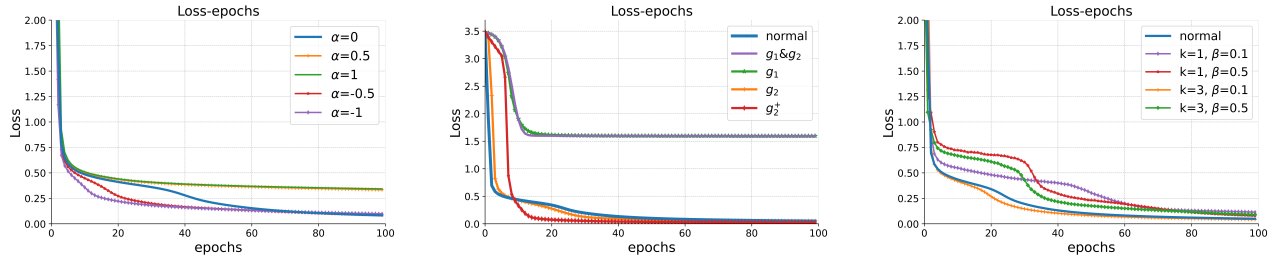 Loss-epochs
2.00
1.75
1.50
1.25
1.00
0.75
0.50
0.25
0.00
Loss
0 20 40 60 80 100
epochs
α=0
α=0.5
α=1
α=-0.5
α=-1
Loss-epochs
3.5
3.0
2.5
2.0
1.5
1.0
0.5
0.0
Loss
0 20 40 60 80 100
epochs
normal
g₁&g₂
g₁
g₂
g₂⁺
Loss-epochs
2.00
1.75
1.50
1.25
1.00
0.75
0.50
0.25
0.00
Loss
0 20 40 60 80 100
epochs
normal
k=1, β=0.1
k=1, β=0.5
k=3, β=0.1
k=3, β=0.5